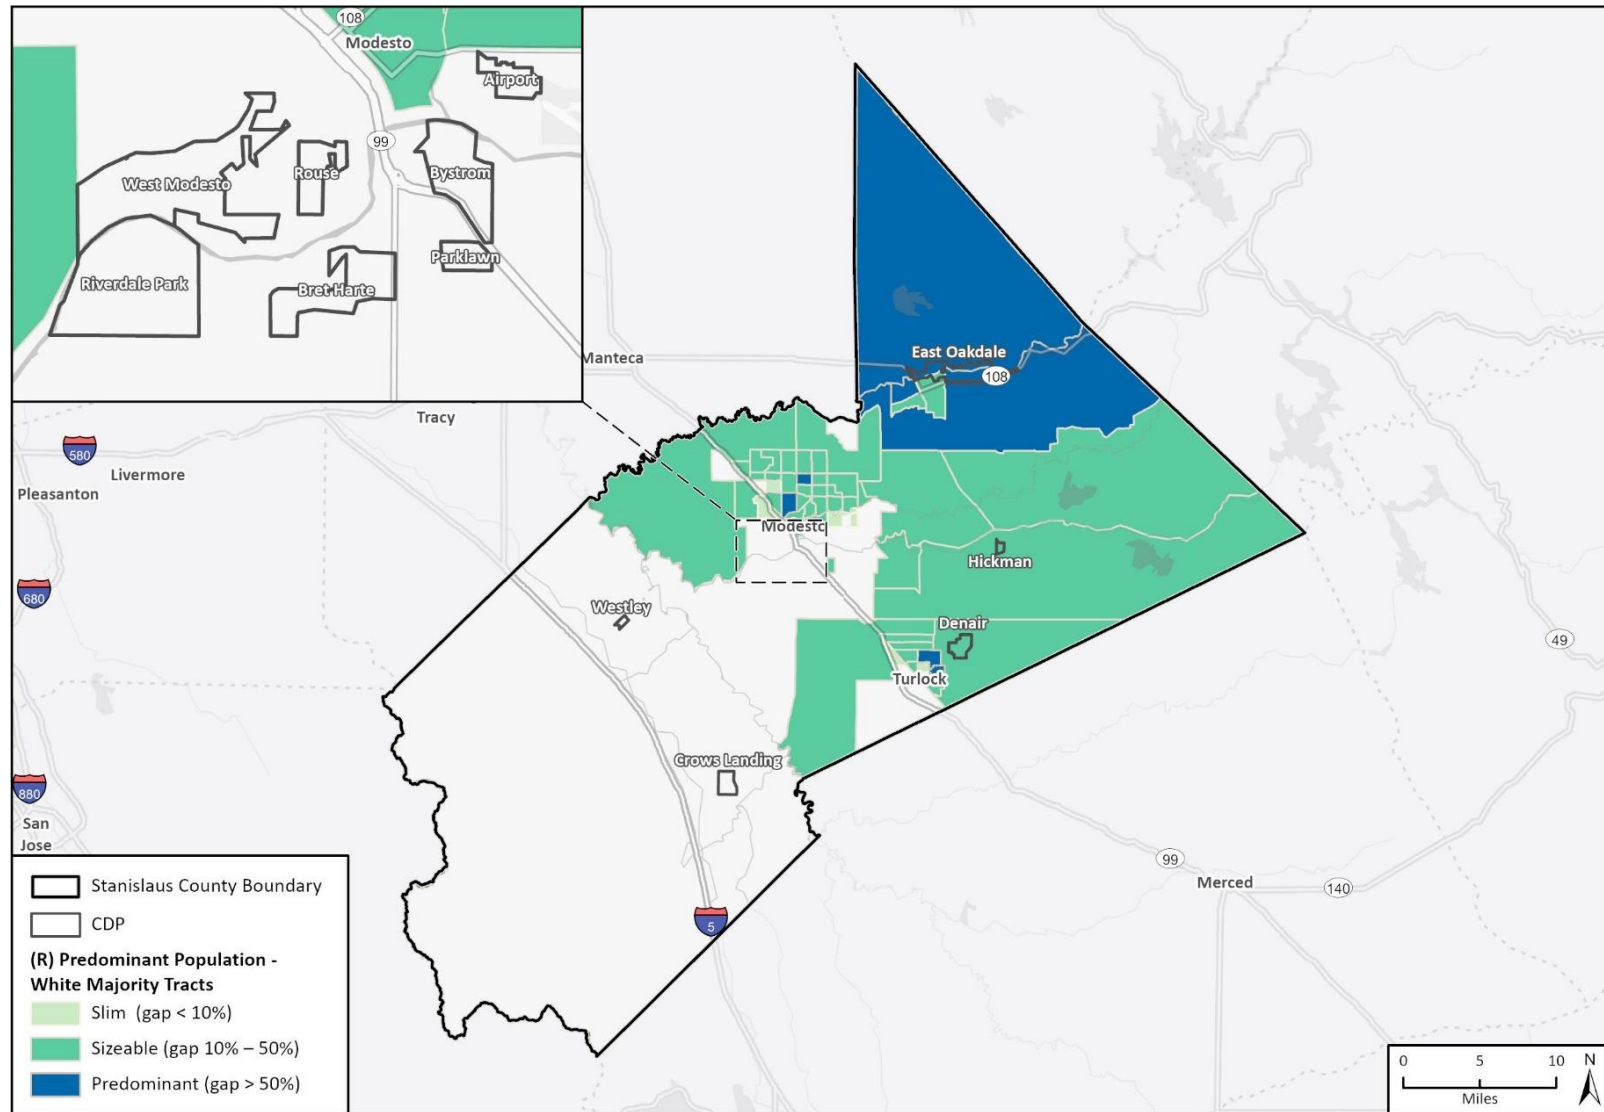 108
Modesto
Airport
99
West Modesto
Rouse
Bystrom
Parklawn
Riverdale Park
Bret Harte
Manteca
East Oakdale
108
Tracy
580
Livermore
Pleasanton
Modesto
Hickman
680
Westley
Denair
49
Turlock
Crows Landing
880
San
Jose
99
Merced
140
5
Stanislaus County Boundary
CDP
(R) Predominant Population -
White Majority Tracts
Slim (gap < 10%)
Sizeable (gap 10% – 50%)
Predominant (gap > 50%)
0 5 10
Miles
N